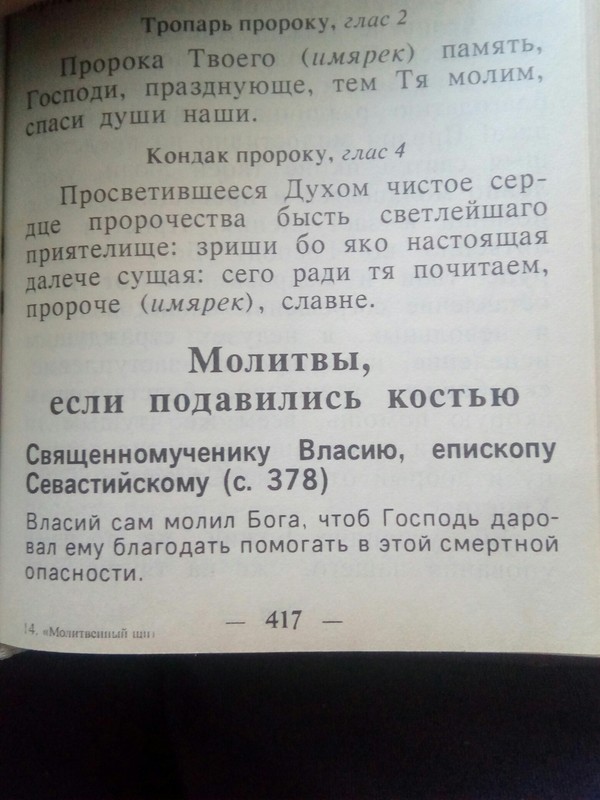 Тропарь пророку, глас 2
Пророка Твоего (имярек) память,
Господи, празднующе, тем Тя молим,
спаси души наши.
Кондак пророку, глас 4
Просветившееся Духом чистое сер-
дце пророчества бысть светлейшаго
приятелище: зриши бо яко настоящая
далече сущая: сего ради тя почитаем,
пророче (имярек), славне.
Молитвы,
если подавились костью
Священномученику Власию, епископу
Севастийскому (с. 378)
Власий сам молил Бога, чтоб Господь даро-
вал ему благодать помогать в этой смертной
опасности.
— 417 —
14. «Молитвенный